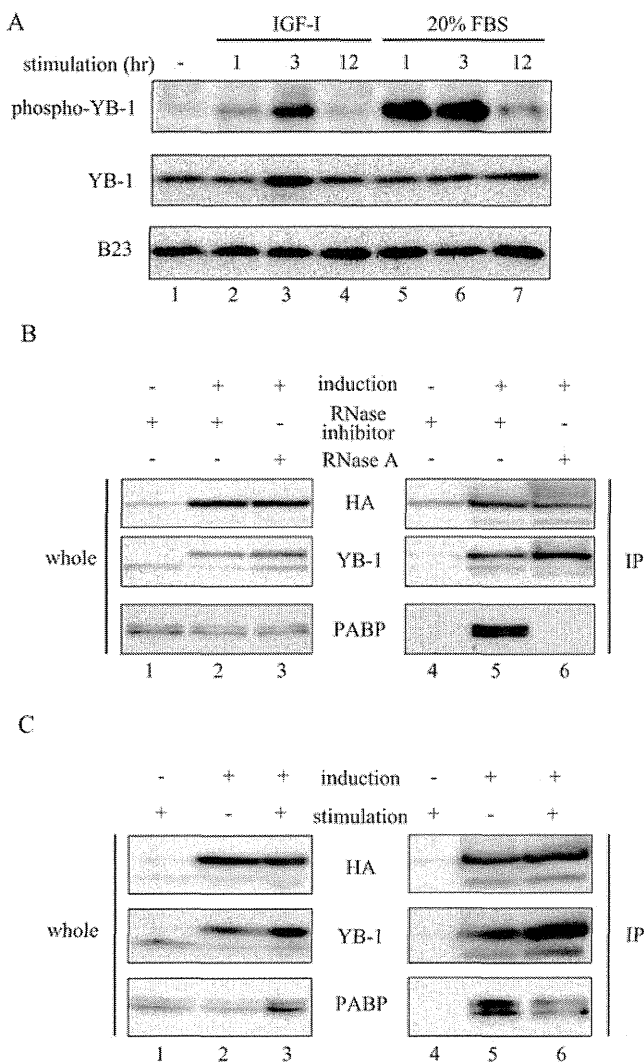 A
IGF-I 20% FBS
stimulation (hr) - 1 3 12 1 3 12
phospho-YB-1
YB-1
B23
1 2 3 4 5 6 7
B
- + + induction - + +
+ + - RNase inhibitor + + -
- - + RNase A - - +
HA
whole YB-1 IP
PABP
1 2 3 4 5 6
C
- + + induction - + +
+ - + stimulation + - +
HA
whole YB-1 IP
PABP
1 2 3 4 5 6